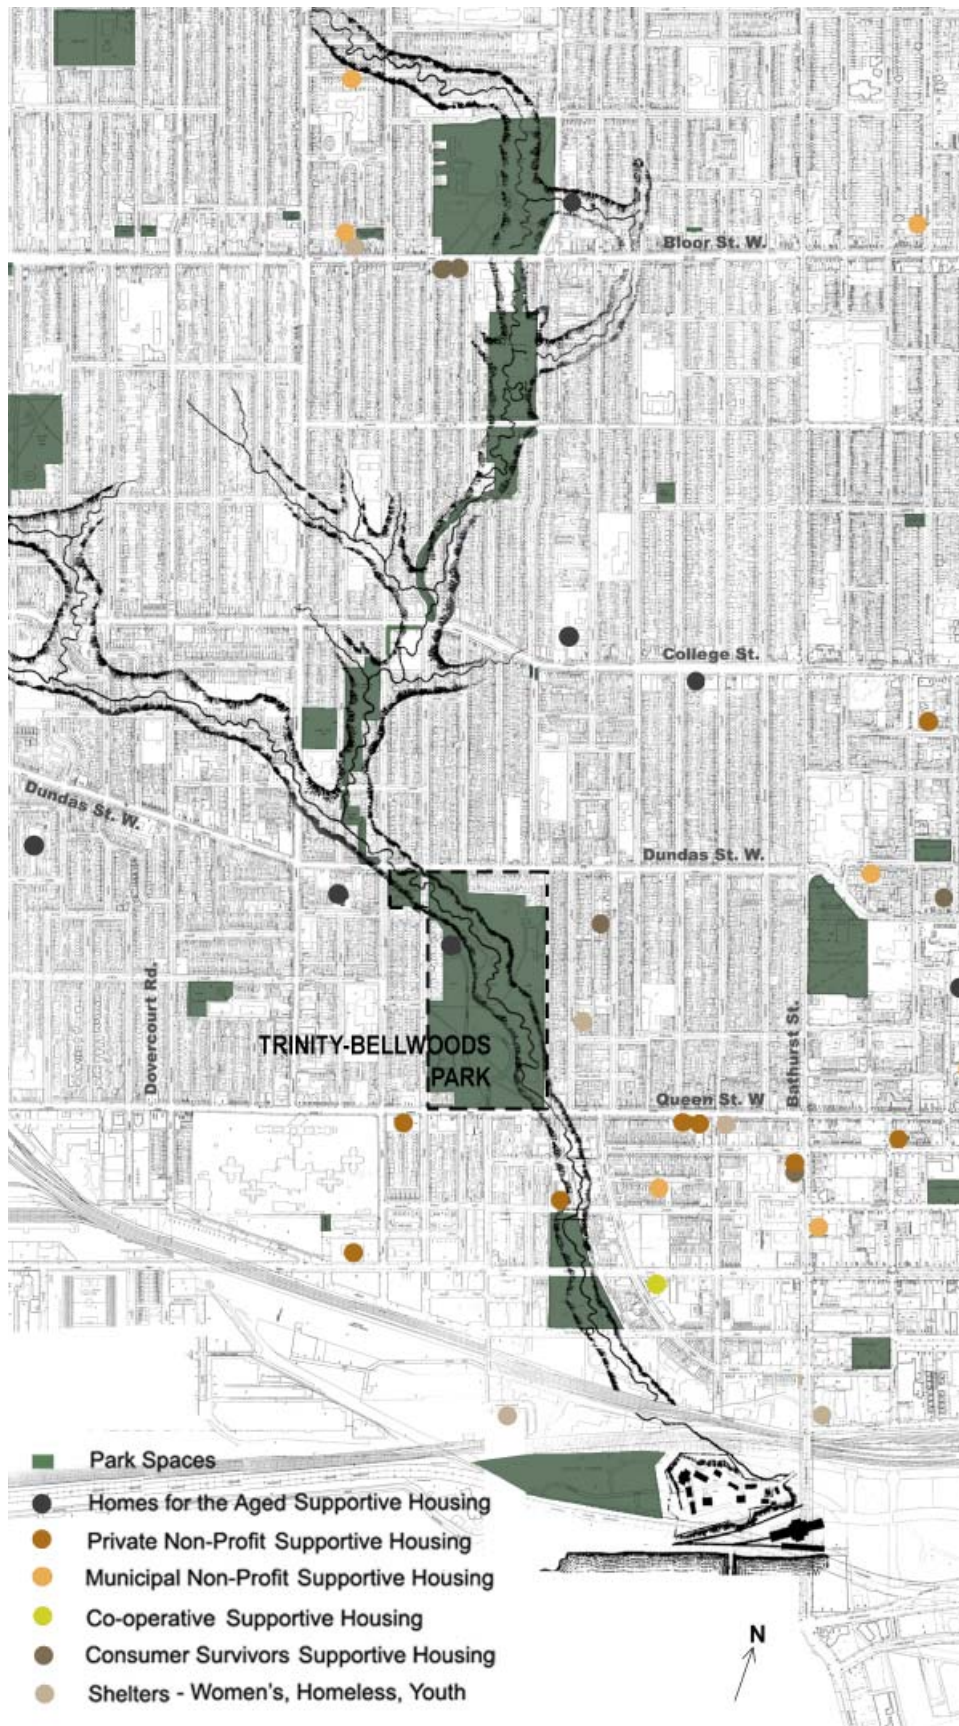 Bloor St. W.
College St.
Dundas St. W.
Dundas St. W.
Dovercourt Rd.
TRINITY-BELLWOODS
PARK
Bathurst St.
Queen St. W
Park Spaces
Homes for the Aged Supportive Housing
Private Non-Profit Supportive Housing
Municipal Non-Profit Supportive Housing
Co-operative Supportive Housing
Consumer Survivors Supportive Housing
Shelters - Women's, Homeless, Youth
N